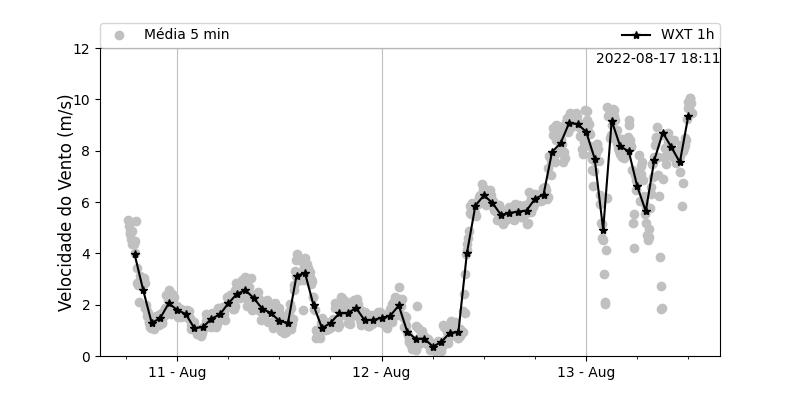 Média 5 min
WXT 1h
2022-08-17 18:11
Velocidade do Vento (m/s)
12
10
8
6
4
2
0
11 - Aug
12 - Aug
13 - Aug